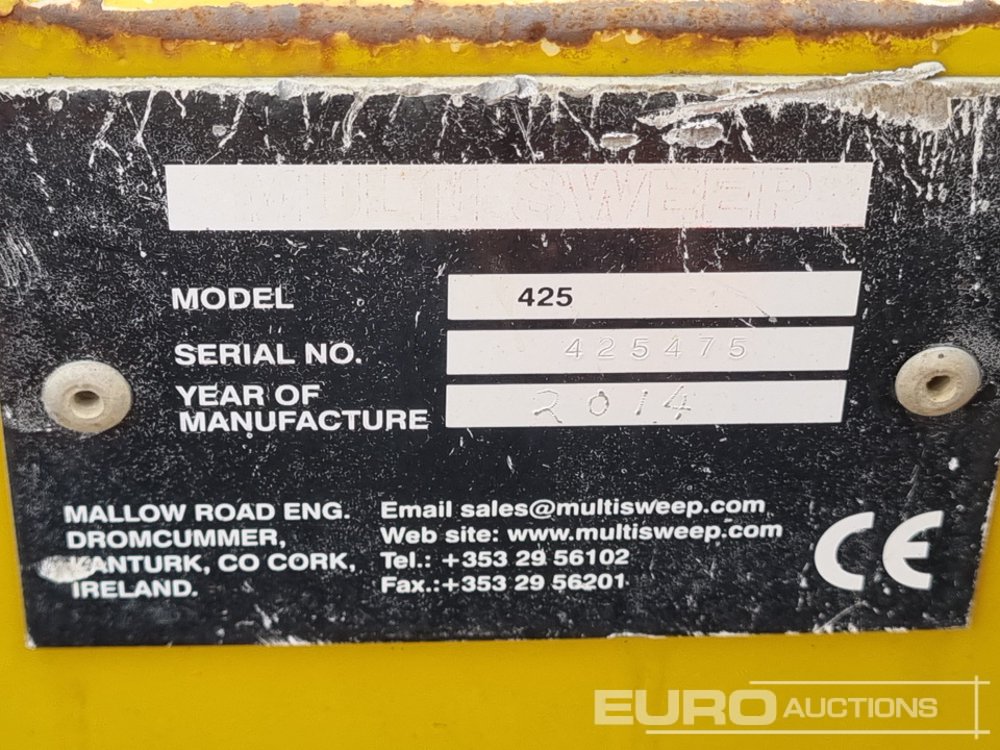 MULTISWEEP
MODEL 425
SERIAL NO. 425475
YEAR OF
MANUFACTURE 2014
MALLOW ROAD ENG.
DROMCUMMER,
KANTURK, CO CORK,
IRELAND.
Email sales@multisweep.com
Web site: www.multisweep.com
Tel.: +353 29 56102
Fax.:+353 29 56201
CE
EURO AUCTIONS